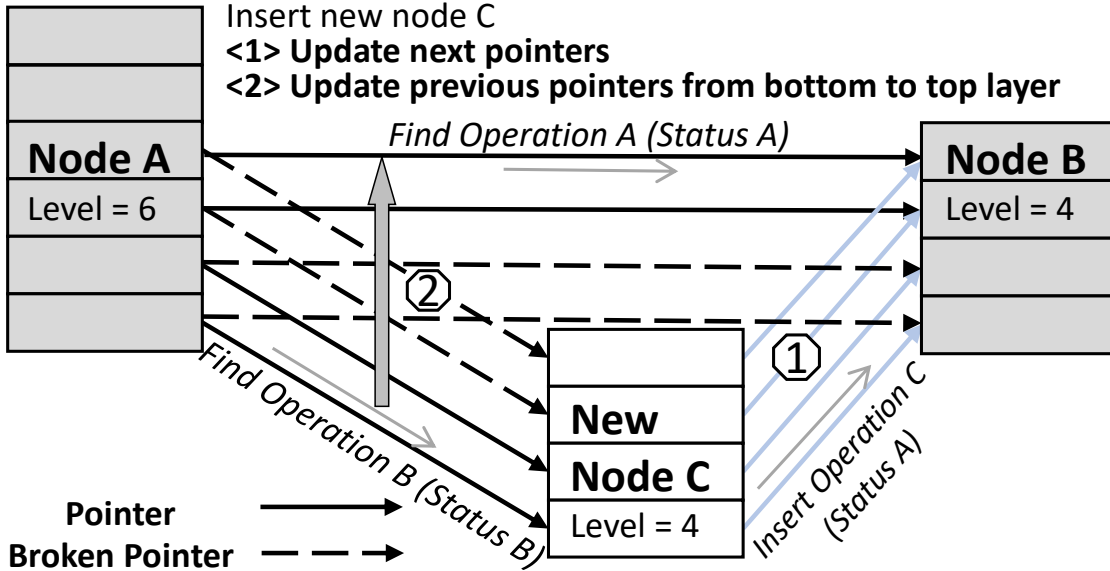 Insert new node C
<1> Update next pointers
<2> Update previous pointers from bottom to top layer
Find Operation A (Status A)
Node A
Level = 6
Node B
Level = 4
2
1
New
Node C
Level = 4
Find Operation B (Status B)
Insert Operation C
(Status A)
Pointer
Broken Pointer